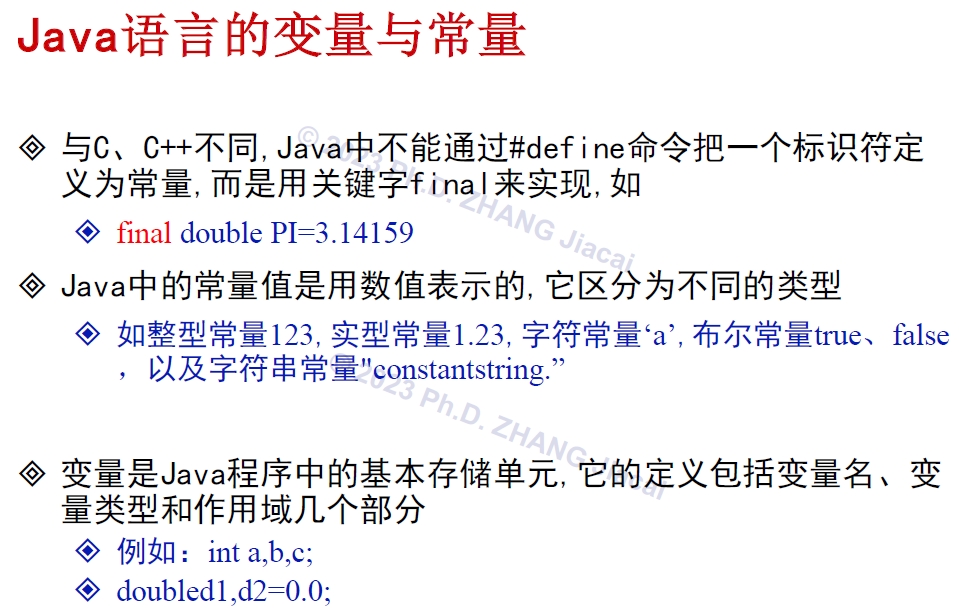 Java语言的变量与常量
与C、C++不同,Java中不能通过#define命令把一个标识符定
义为常量,而是用关键字final来实现,如
final double PI=3.14159
Java中的常量值是用数值表示的,它区分为不同的类型
如整型常量123,实型常量1.23,字符常量‘a’,布尔常量true、false
，以及字符串常量"constantstring.”
变量是Java程序中的基本存储单元,它的定义包括变量名、变
量类型和作用域几个部分
例如：int a,b,c;
doubled1,d2=0.0;
© 2023 Ph.D. ZHANG Jiacai
© 2023 Ph.D. ZHANG Jiacai